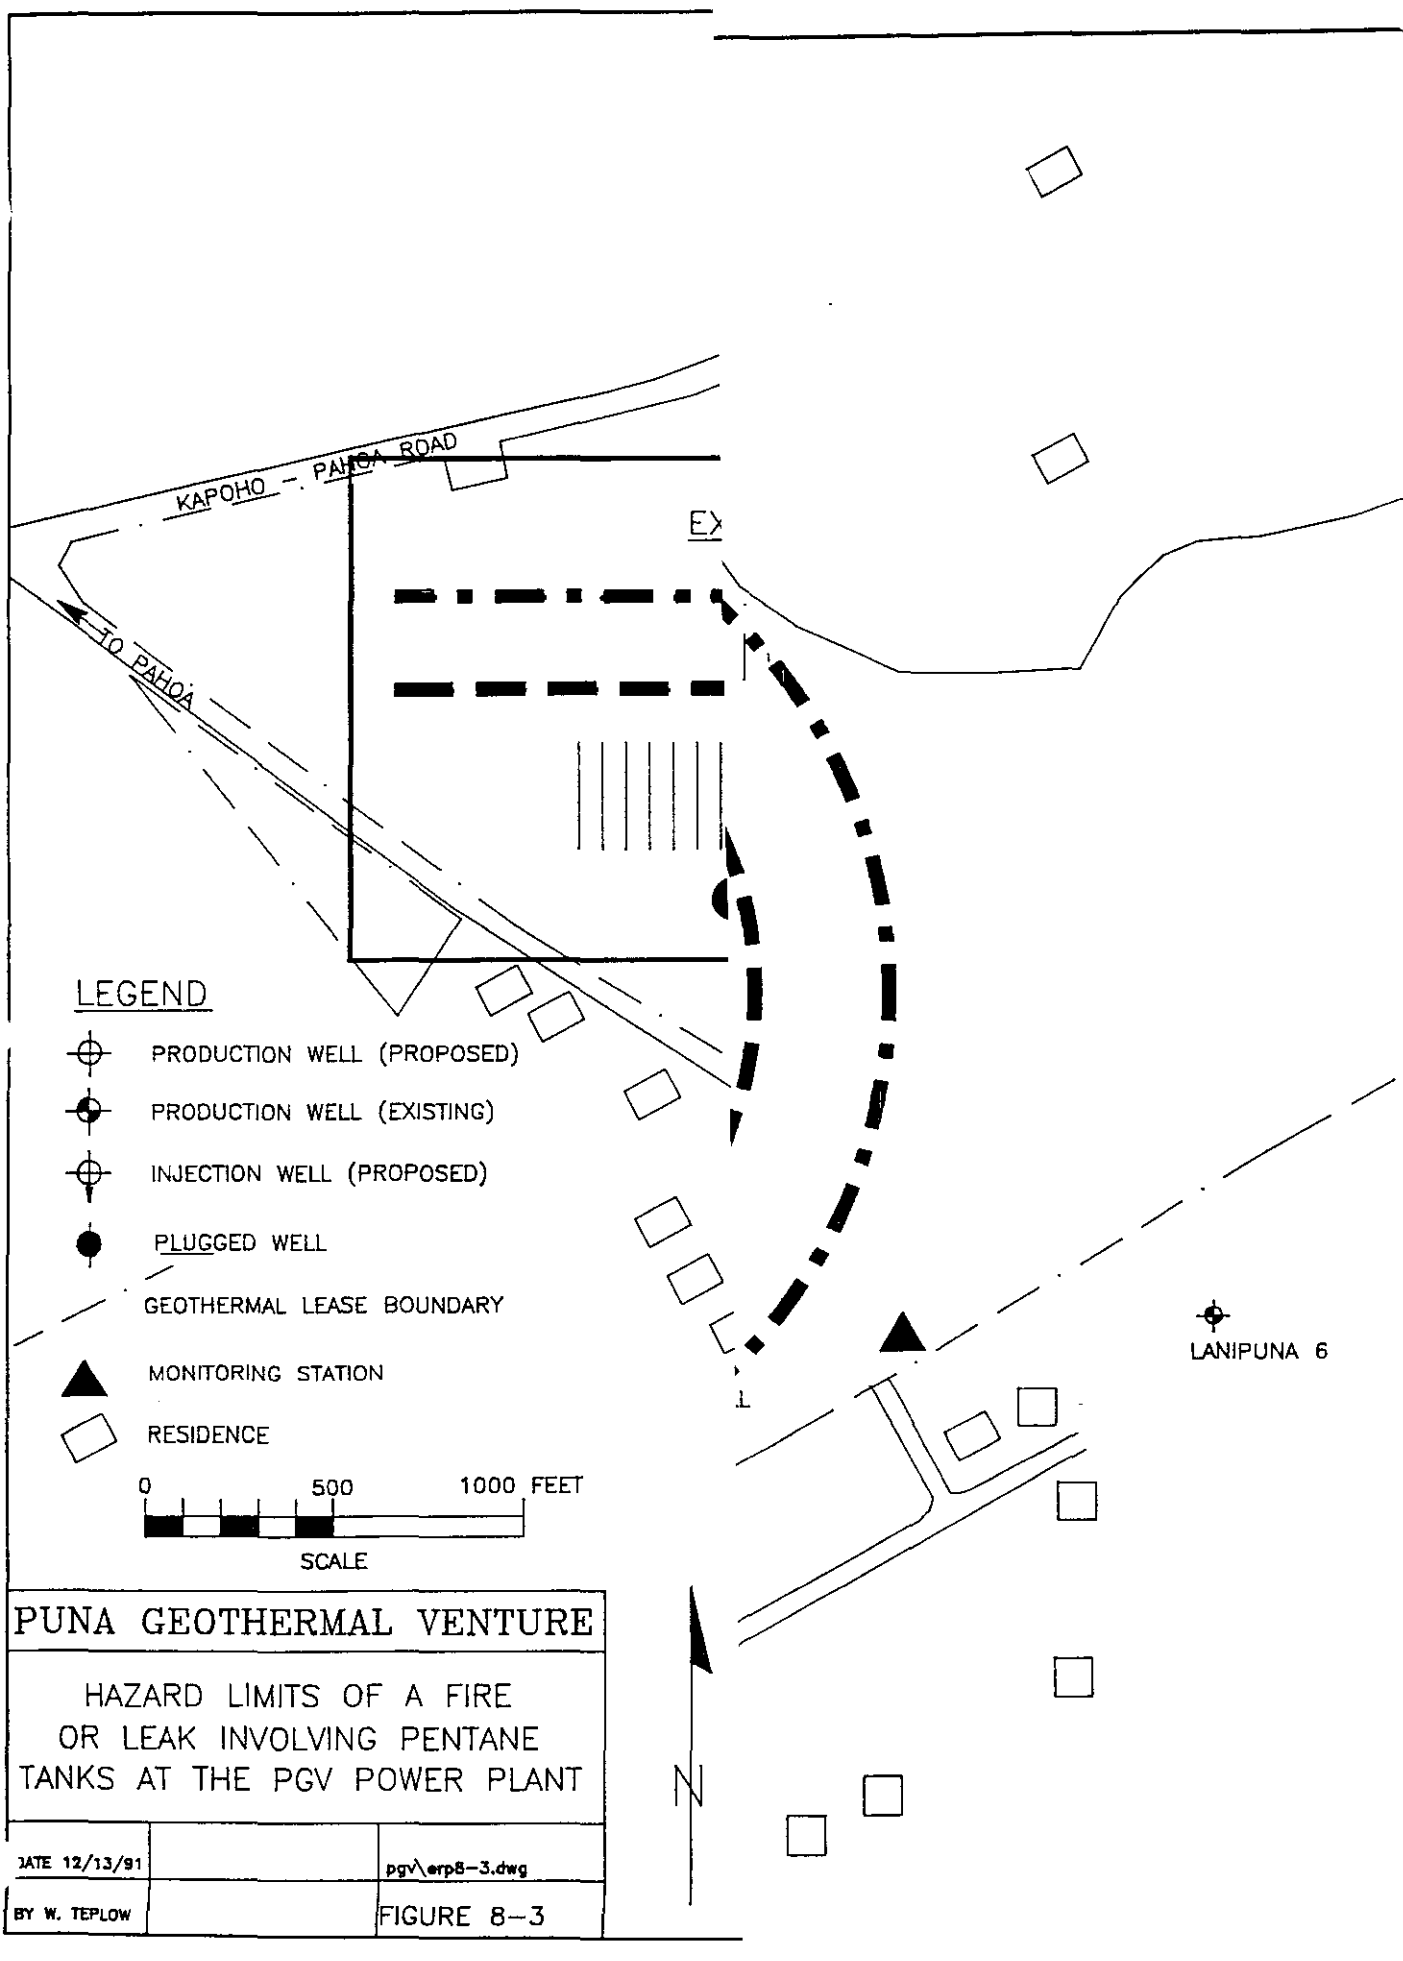 KAPOHO - PAHOA ROAD
EX
TO PAHOA
LEGEND
PRODUCTION WELL (PROPOSED)
PRODUCTION WELL (EXISTING)
INJECTION WELL (PROPOSED)
PLUGGED WELL
GEOTHERMAL LEASE BOUNDARY
MONITORING STATION
RESIDENCE
LANIPUNA 6
0 500 1000 FEET
SCALE
PUNA GEOTHERMAL VENTURE
HAZARD LIMITS OF A FIRE
OR LEAK INVOLVING PENTANE
TANKS AT THE PGV POWER PLANT
N
DATE 12/13/91
pgv\erp8-3.dwg
BY W. TEPLOW
FIGURE 8-3